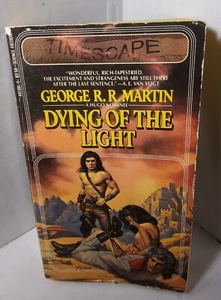 TIMESCAPE
"WONDERFUL, RICH-TAPESTRIED.
THE EXCITEMENT AND STRANGENESS ARE STILL THERE
AFTER THE LAST SENTENCE."—A. E. VAN VOGT
GEORGE R. R. MARTIN
A HUGO NOMINEE
DYING OF THE
LIGHT